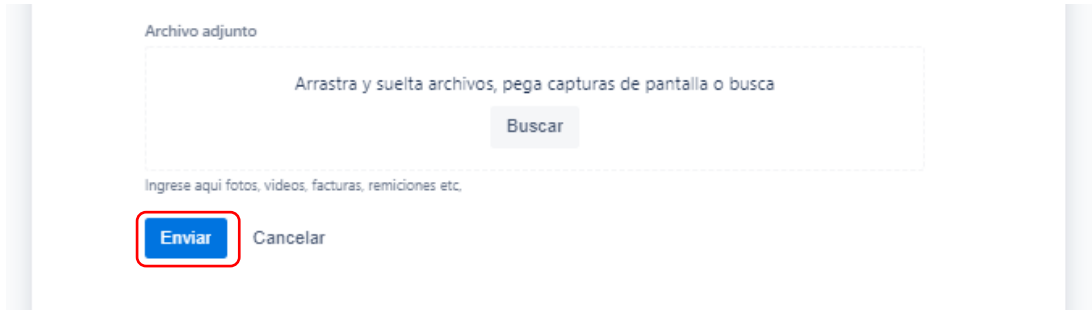 Archivo adjunto
Arrastra y suelta archivos, pega capturas de pantalla o busca
Buscar
Ingrese aqui fotos, videos, facturas, remiciones etc,
Enviar Cancelar